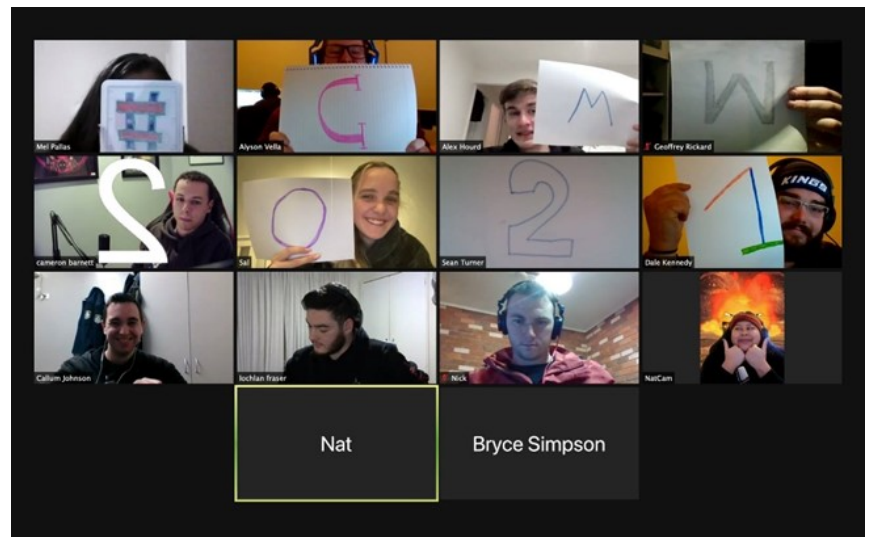 # C M W
Mel Pallas Alyson Vella Alex Hourd Geoffrey Rickard
2 0 2 1
KINGS
cameron barnett Sal Sean Turner Dale Kennedy
Callum Johnson lochlan fraser Nick NatCam
Nat Bryce Simpson